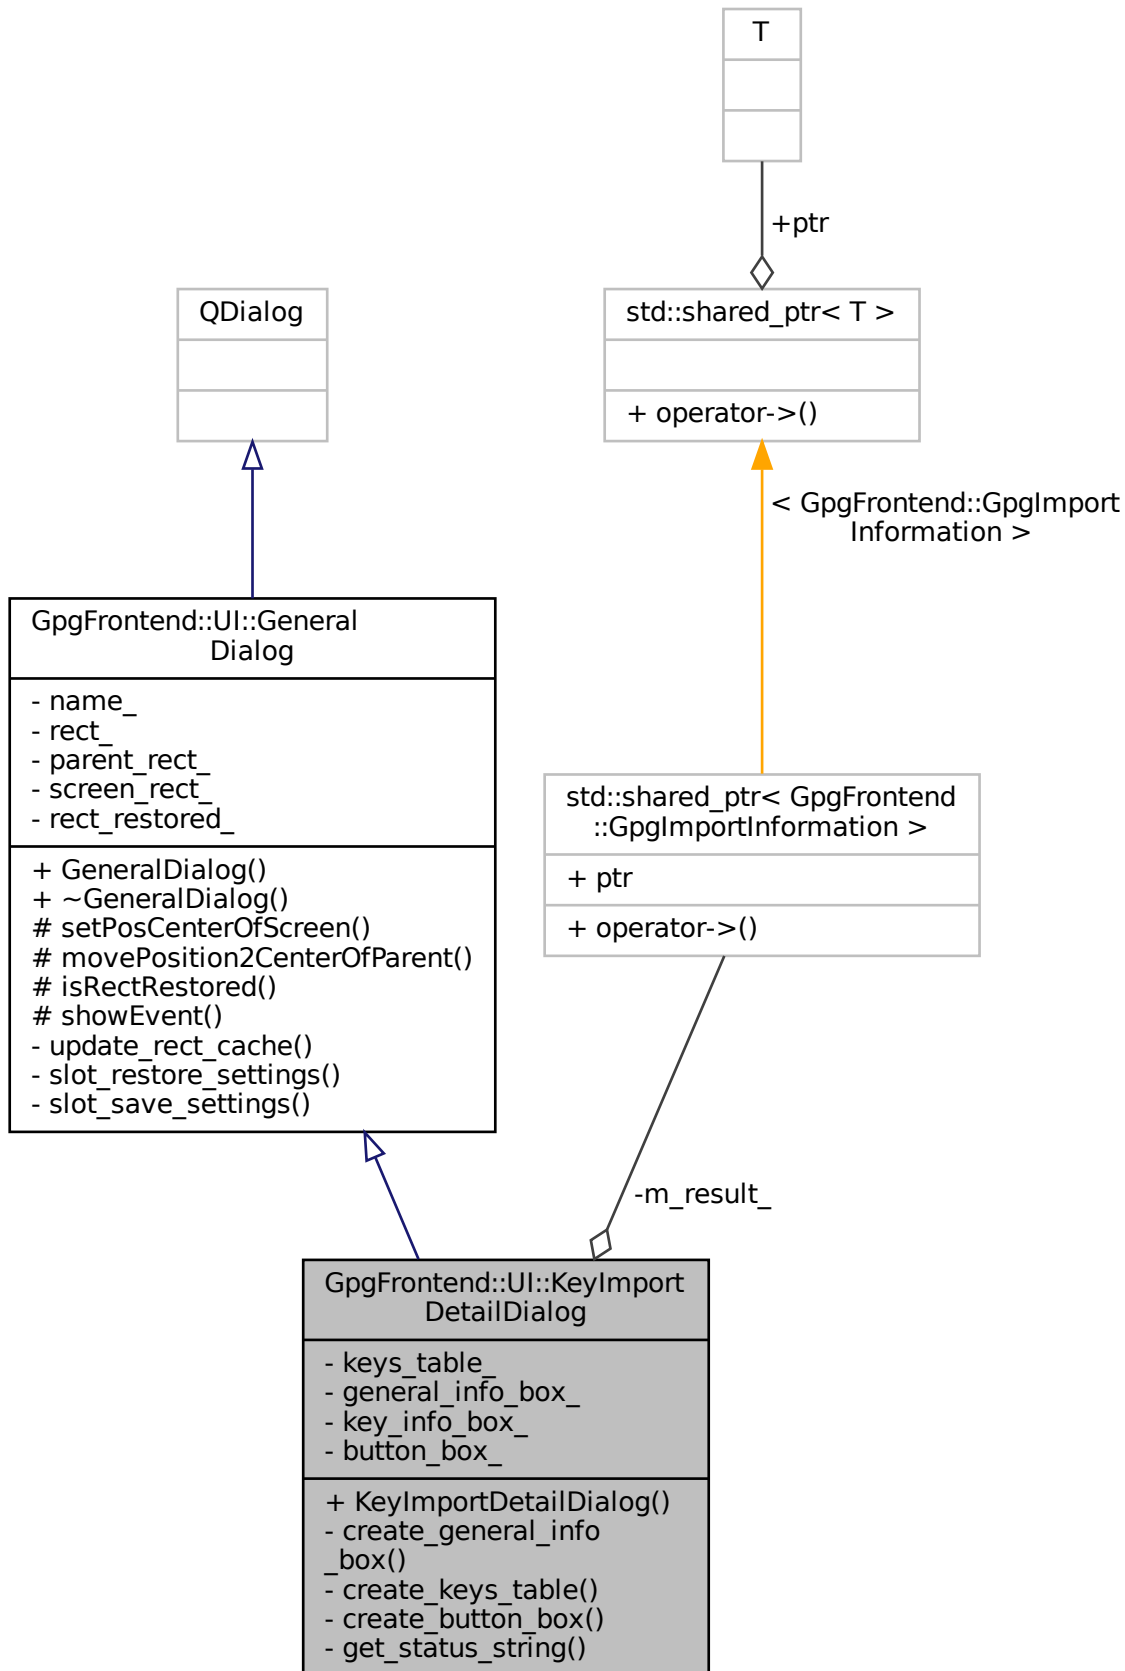 T
+ptr
QDialog
std::shared_ptr< T >
+ operator->()
< GpgFrontend::GpgImport
Information >
GpgFrontend::UI::General
Dialog
- name_
- rect_
- parent_rect_
- screen_rect_
- rect_restored_
+ GeneralDialog()
+ ~GeneralDialog()
# setPosCenterOfScreen()
# movePosition2CenterOfParent()
# isRectRestored()
# showEvent()
- update_rect_cache()
- slot_restore_settings()
- slot_save_settings()
std::shared_ptr< GpgFrontend
::GpgImportInformation >
+ ptr
+ operator->()
-m_result_
GpgFrontend::UI::KeyImport
DetailDialog
- keys_table_
- general_info_box_
- key_info_box_
- button_box_
+ KeyImportDetailDialog()
- create_general_info
_box()
- create_keys_table()
- create_button_box()
- get_status_string()